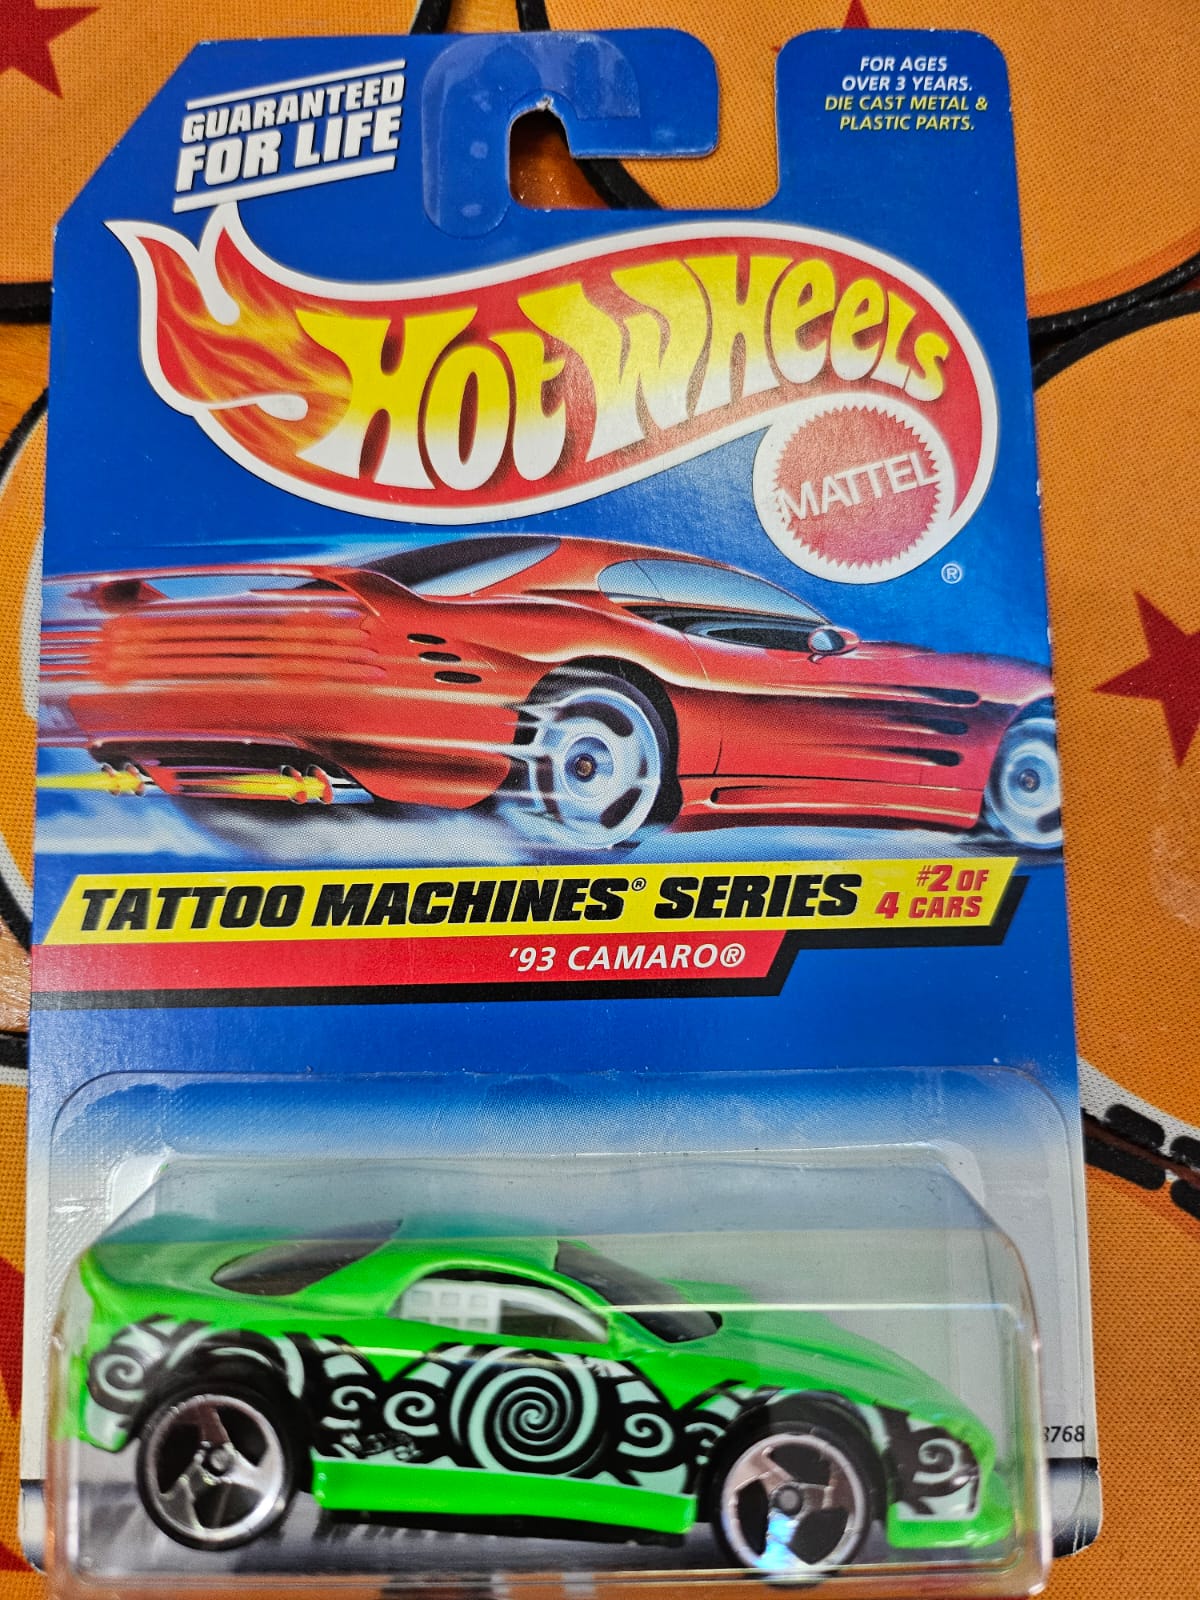 GUARANTEED
FOR LIFE
FOR AGES
OVER 3 YEARS.
DIE CAST METAL &
PLASTIC PARTS.
HOT WHEELS
MATTEL
®
TATTOO MACHINES® SERIES
#2 OF
4 CARS
'93 CAMARO®
8768